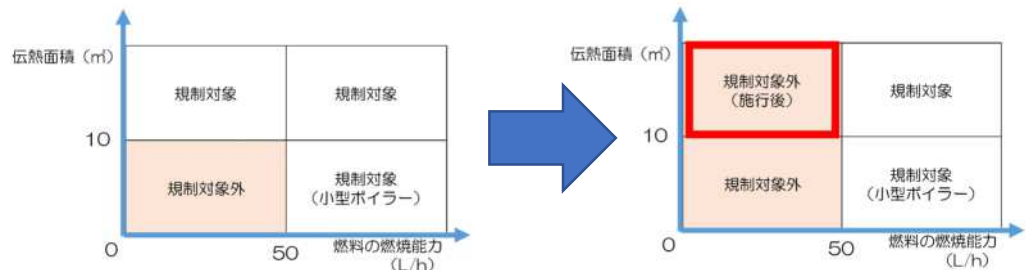 伝熱面積（㎡）
規制対象
規制対象
10
規制対象外
規制対象
（小型ボイラー）
0
50
燃料の燃焼能力
（L/h）
伝熱面積（㎡）
規制対象外
（施行後）
規制対象
10
規制対象外
規制対象
（小型ボイラー）
0
50
燃料の燃焼能力
（L/h）